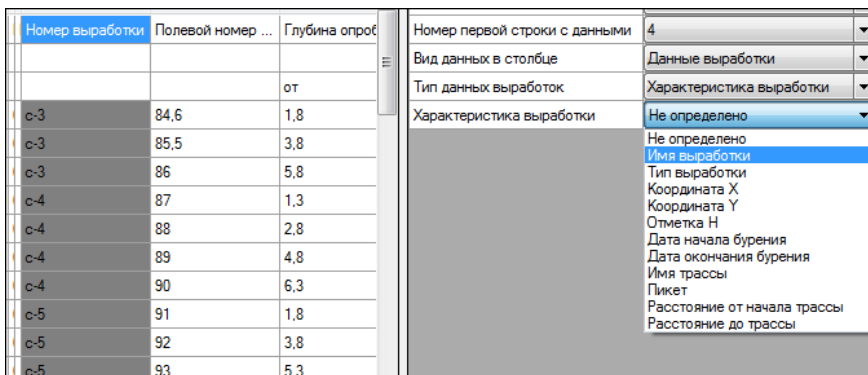 Номер выработки Полевой номер ... Глубина опроб
от
с-3 84,6 1,8
с-3 85,5 3,8
с-3 86 5,8
с-4 87 1,3
с-4 88 2,8
с-4 89 4,8
с-4 90 6,3
с-5 91 1,8
с-5 92 3,8
с-5 93 5,3
Номер первой строки с данными 4
Вид данных в столбце Данные выработки
Тип данных выработок Характеристика выработки
Характеристика выработки Не определено
Не определено
Имя выработки
Тип выработки
Координата X
Координата Y
Отметка H
Дата начала бурения
Дата окончания бурения
Имя трассы
Пикет
Расстояние от начала трассы
Расстояние до трассы